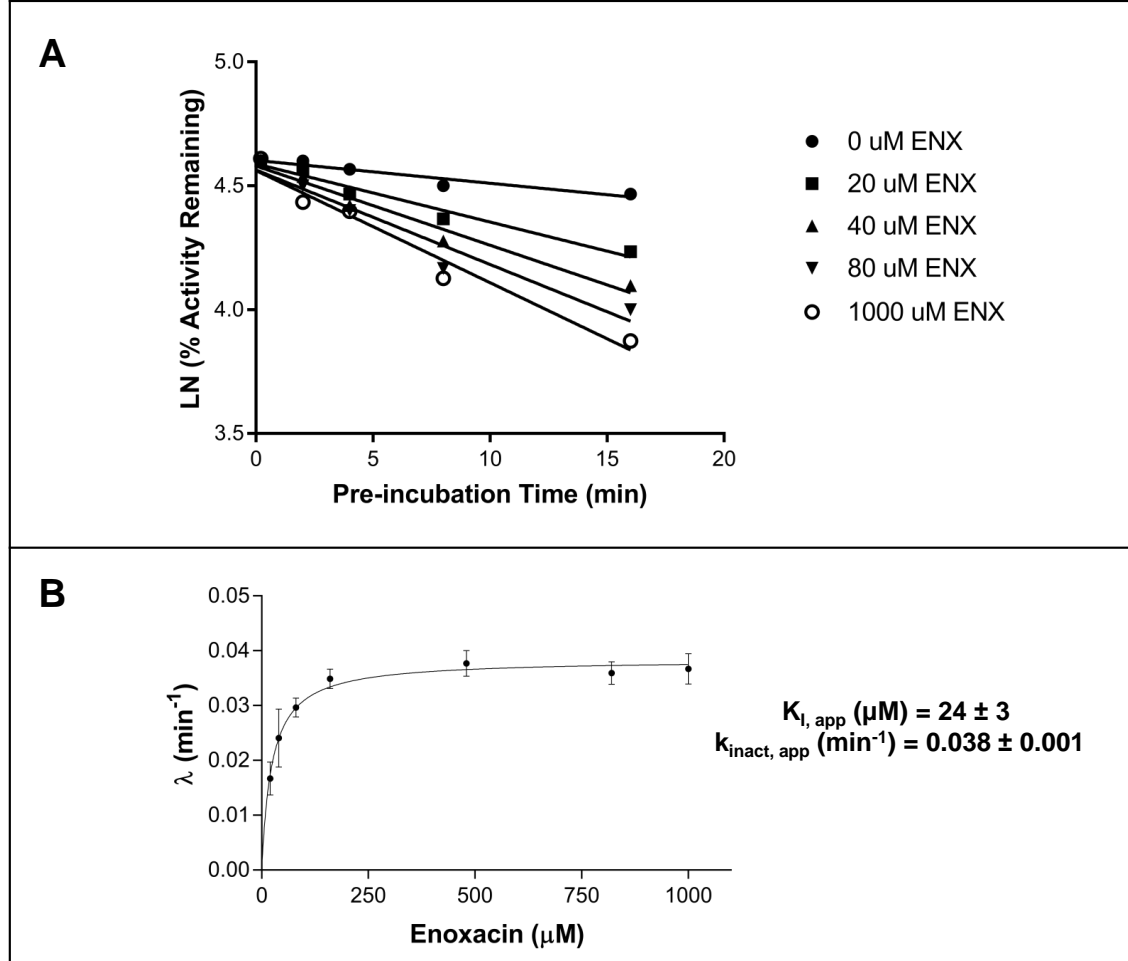 A
LN (% Activity Remaining)
5.0
4.5
4.0
3.5
0
5
10
15
20
Pre-incubation Time (min)
0 uM ENX
20 uM ENX
40 uM ENX
80 uM ENX
1000 uM ENX
B
λ (min⁻¹)
0.05
0.04
0.03
0.02
0.01
0.00
0
250
500
750
1000
Enoxacin (μM)
K_I, app (μM) = 24 ± 3
k_inact, app (min⁻¹) = 0.038 ± 0.001